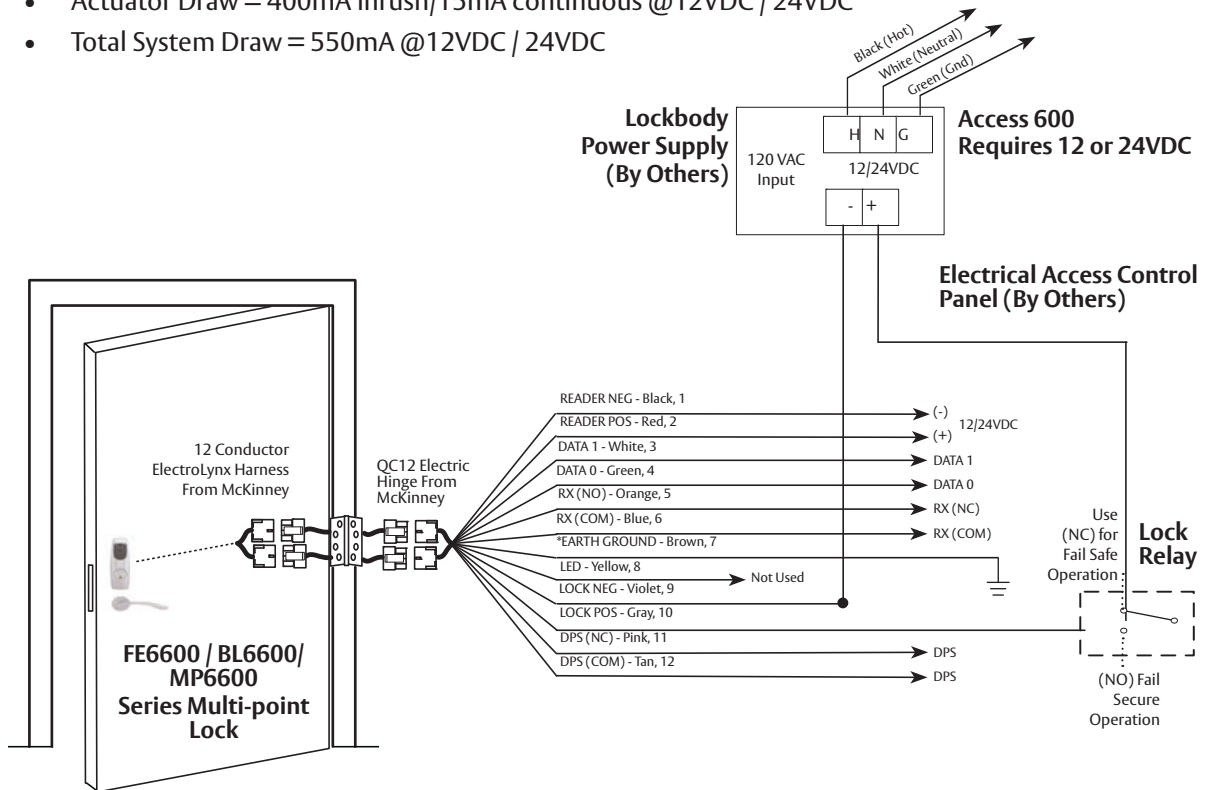 • Actuator Draw = 400mA inrush/15mA continuous @12VDC / 24VDC
• Total System Draw = 550mA @12VDC / 24VDC
Black (Hot)
White (Neutral)
Green (Gnd)
Lockbody
Power Supply
(By Others)
120 VAC
Input
H N G
12/24VDC
- +
Access 600
Requires 12 or 24VDC
Electrical Access Control
Panel (By Others)
12 Conductor
ElectroLynx Harness
From McKinney
QC12 Electric
Hinge From
McKinney
READER NEG - Black, 1
READER POS - Red, 2
DATA 1 - White, 3
DATA 0 - Green, 4
RX (NO) - Orange, 5
RX (COM) - Blue, 6
*EARTH GROUND - Brown, 7
LED - Yellow, 8
LOCK NEG - Violet, 9
LOCK POS - Gray, 10
DPS (NC) - Pink, 11
DPS (COM) - Tan, 12
(-)
12/24VDC
(+)
DATA 1
DATA 0
RX (NC)
RX (COM)
Not Used
DPS
DPS
Use
(NC) for
Fail Safe
Operation
Lock
Relay
(NO) Fail
Secure
Operation
FE6600 / BL6600/
MP6600
Series Multi-point
Lock